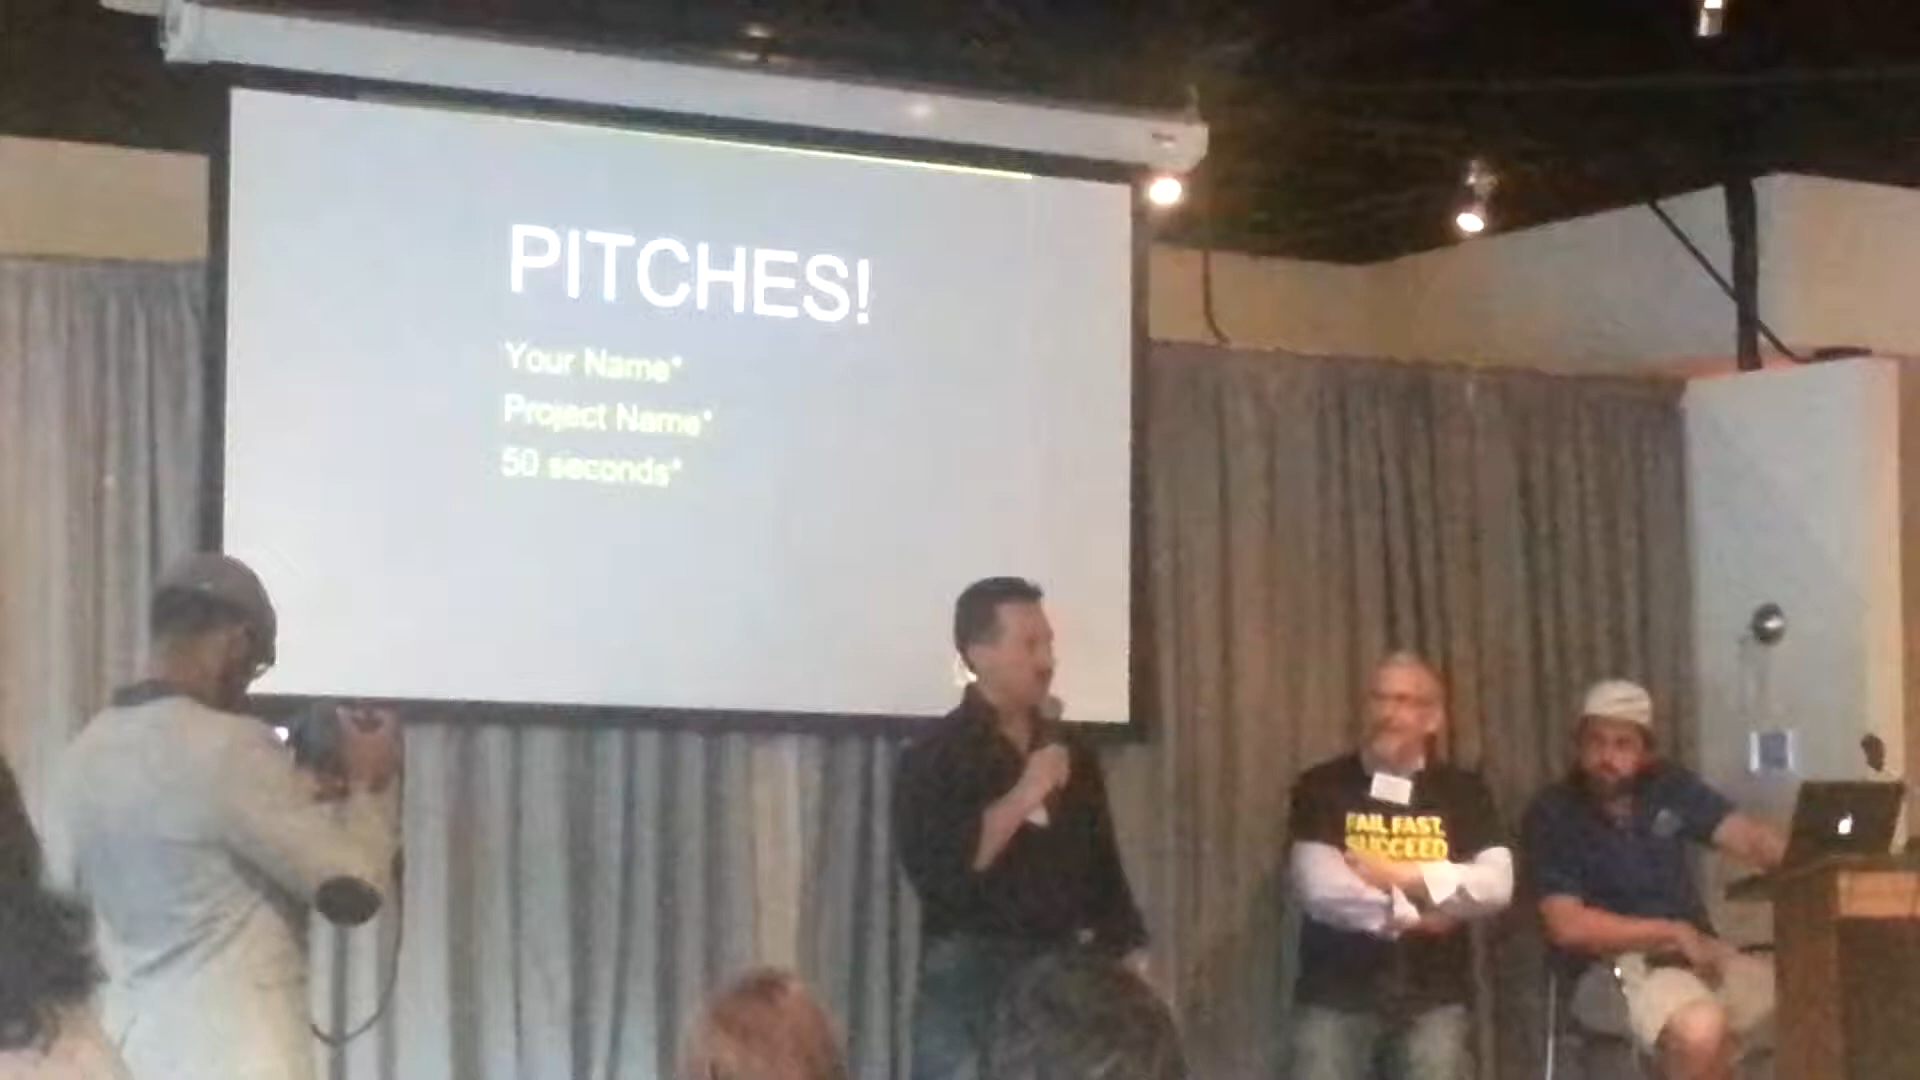 PITCHES!
Your Name*
Project Name*
50 seconds*
FAIL FAST.
SUCCEED